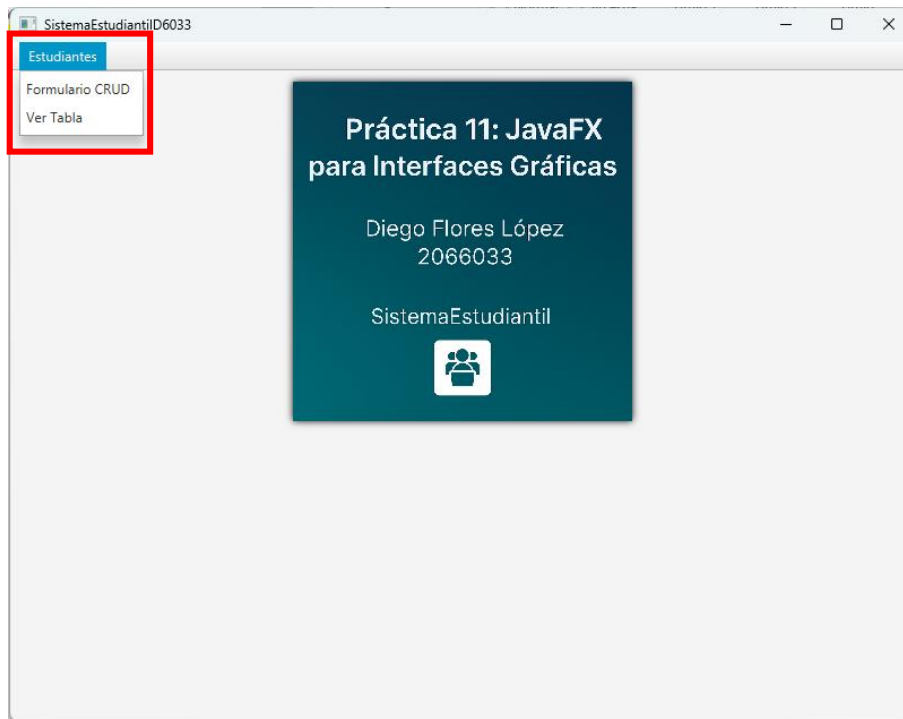 SistemaEstudiantilD6033
Estudiantes
Formulario CRUD
Ver Tabla
Práctica 11: JavaFX
para Interfaces Gráficas
Diego Flores López
2066033
SistemaEstudiantil